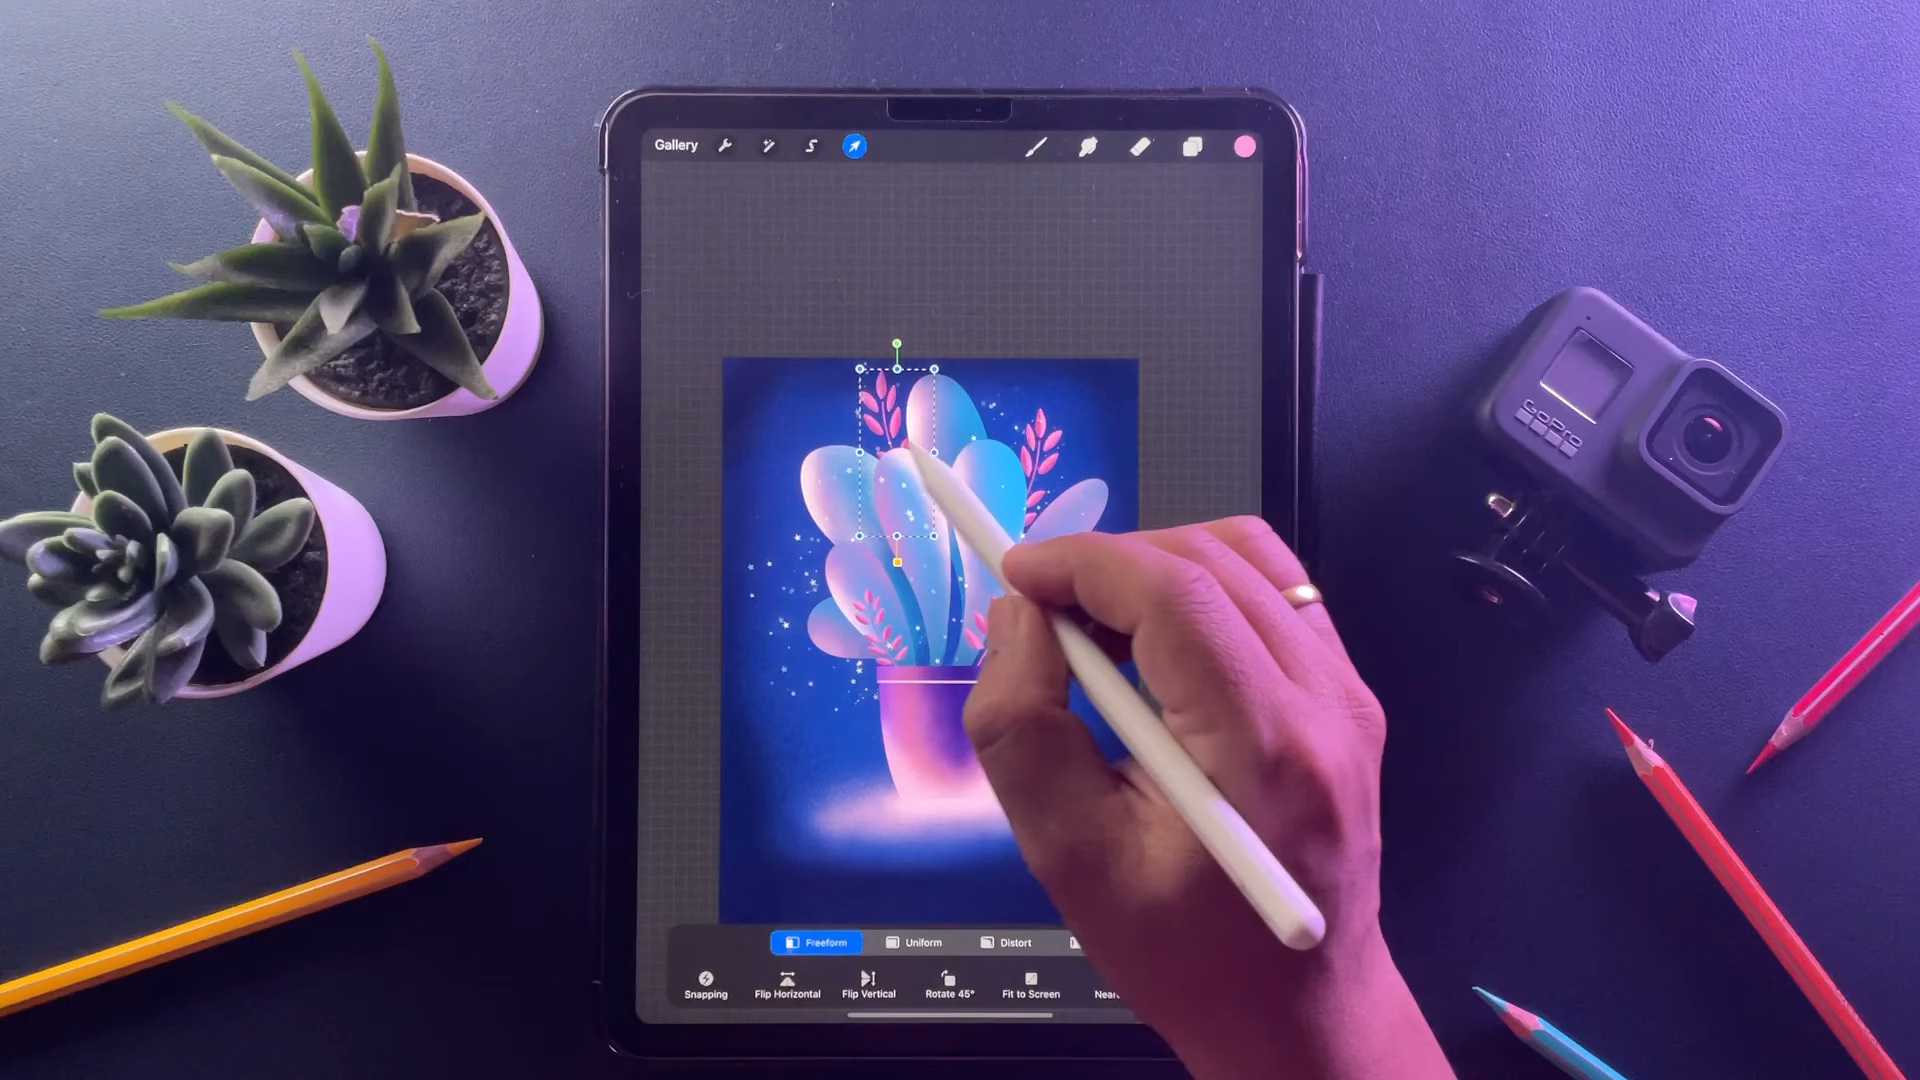 Gallery
GoPro
Freeform Uniform Distort
Snapping Flip Horizontal Flip Vertical Rotate 45° Fit to Screen